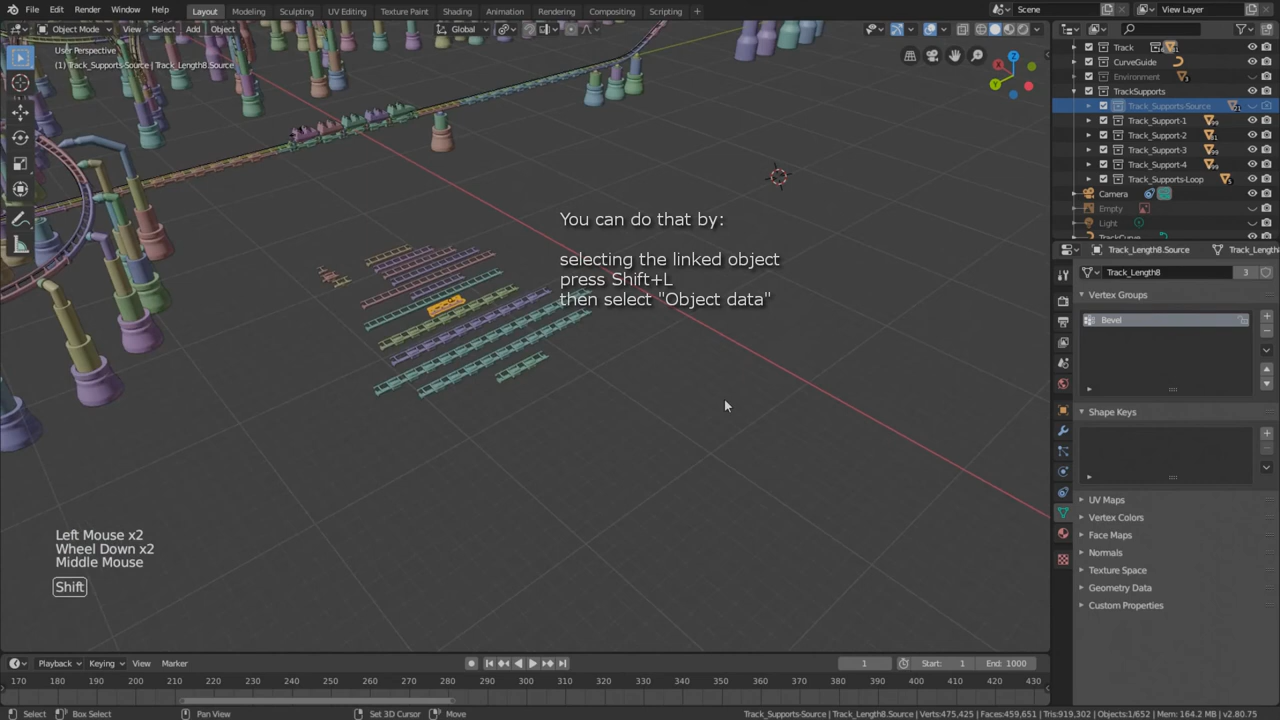 File Edit Render Window Help Layout Modeling Sculpting UV Editing Texture Paint Shading Animation Rendering Compositing Scripting + Scene View Layer
Object Mode View Select Add Object Global
User Perspective
(1) Track_Supports-Source | Track_Length8.Source
Track
CurveGuide
Environment
TrackSupports
Track_Supports-Source
Track_Support-1
Track_Support-2
Track_Support-3
Track_Support-4
Track_Supports-Loop
Camera
Empty
Light
TrackCurve
You can do that by:
selecting the linked object
press Shift+L
then select "Object data"
Track_Length8.Source Track_Length
Track_Length8 3
Vertex Groups
Bevel
Shape Keys
UV Maps
Vertex Colors
Face Maps
Normals
Texture Space
Geometry Data
Custom Properties
Left Mouse x2
Wheel Down x2
Middle Mouse
Shift
Playback Keying View Marker 1 Start: 1 End: 1000
170 180 190 200 210 220 230 240 250 260 270 280 290 300 310 320 330 340 350 360 370 380 390 400 410 420 430
Select Box Select Pan View Set 3D Cursor Move Track_Supports-Source | Track_Length8.Source | Verts:475,425 | Faces:459,651 | Tris:919,302 | Objects:1/652 | Mem: 164.2 MB | v2.80.75